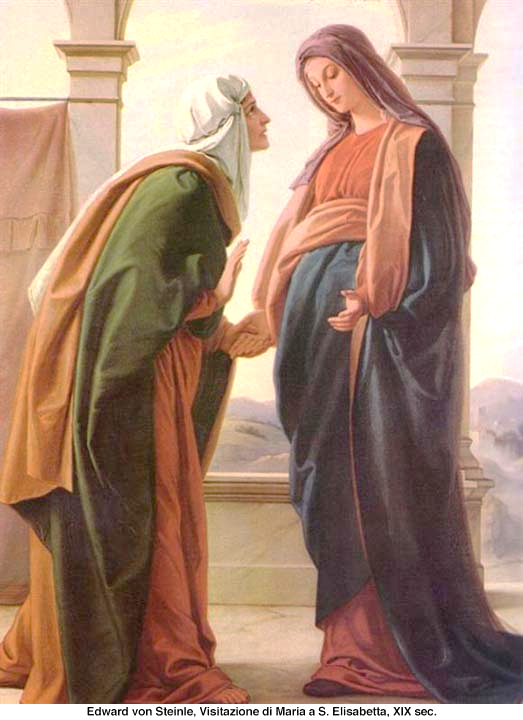 Edward von Steinle, Visitazione di Maria a S. Elisabetta, XIX sec.